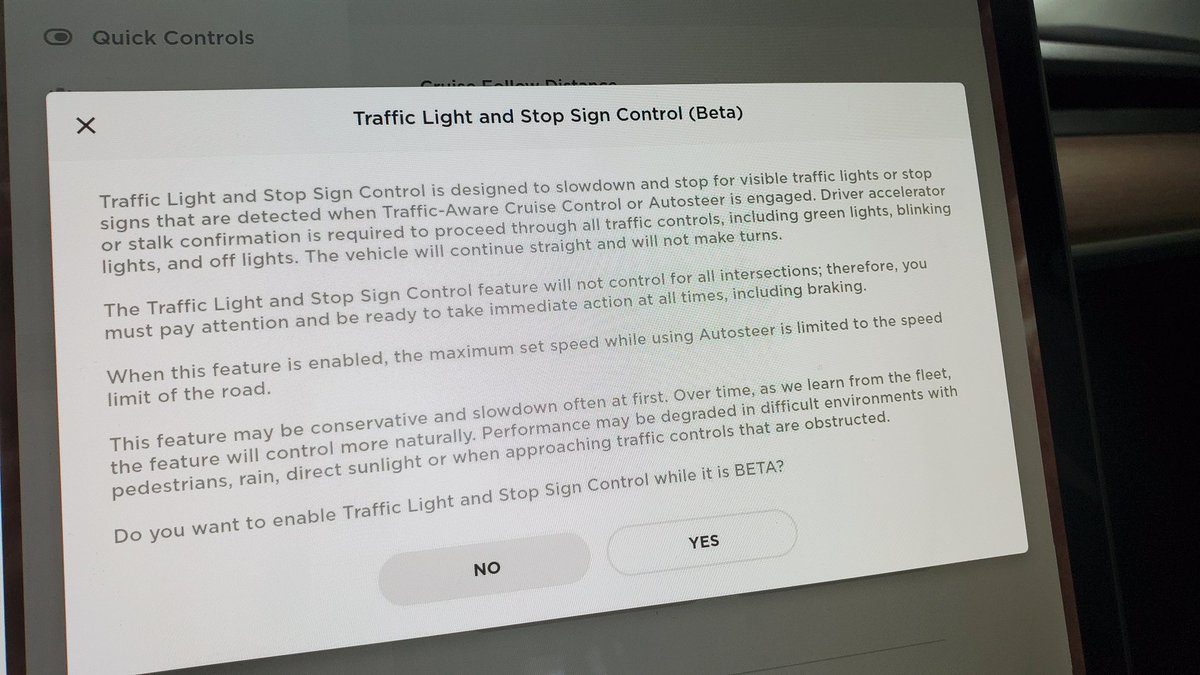 Quick Controls
Cruise Follow Distance
Traffic Light and Stop Sign Control (Beta)
Traffic Light and Stop Sign Control is designed to slowdown and stop for visible traffic lights or stop
signs that are detected when Traffic-Aware Cruise Control or Autosteer is engaged. Driver accelerator
or stalk confirmation is required to proceed through all traffic controls, including green lights, blinking
lights, and off lights. The vehicle will continue straight and will not make turns.
The Traffic Light and Stop Sign Control feature will not control for all intersections; therefore, you
must pay attention and be ready to take immediate action at all times, including braking.
When this feature is enabled, the maximum set speed while using Autosteer is limited to the speed
limit of the road.
This feature may be conservative and slowdown often at first. Over time, as we learn from the fleet,
the feature will control more naturally. Performance may be degraded in difficult environments with
pedestrians, rain, direct sunlight or when approaching traffic controls that are obstructed.
Do you want to enable Traffic Light and Stop Sign Control while it is BETA?
NO
YES